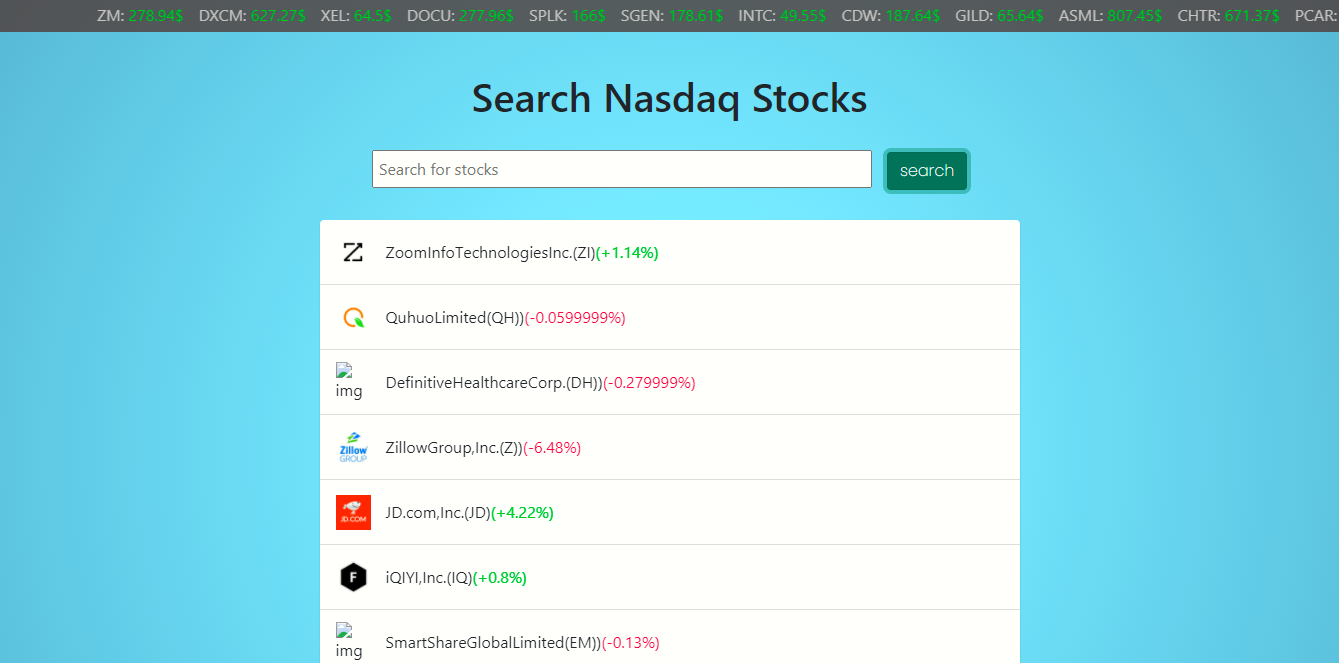 ZM: 278.94$ DXCM: 627.27$ XEL: 64.5$ DOCU: 277.96$ SPLK: 166$ SGEN: 178.61$ INTC: 49.55$ CDW: 187.64$ GILD: 65.64$ ASML: 807.45$ CHTR: 671.37$ PCAR:
Search Nasdaq Stocks
Search for stocks search
ZoomInfoTechnologiesInc.(ZI)(+1.14%)
QuhuoLimited(QH))(-0.0599999%)
img DefinitiveHealthcareCorp.(DH))(-0.279999%)
Zillow GROUP ZillowGroup,Inc.(Z))(-6.48%)
JD.COM JD.com,Inc.(JD)(+4.22%)
F iQIYI,Inc.(IQ)(+0.8%)
img SmartShareGlobalLimited(EM))(-0.13%)